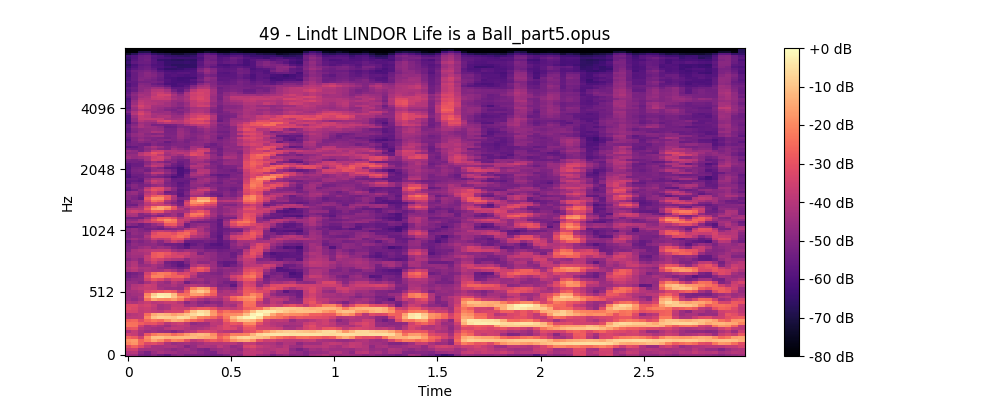 49 - Lindt LINDOR Life is a Ball_part5.opus
+0 dB
-10 dB
-20 dB
-30 dB
-40 dB
-50 dB
-60 dB
-70 dB
-80 dB
4096
2048
1024
512
0
Hz
0
0.5
1
1.5
2
2.5
Time